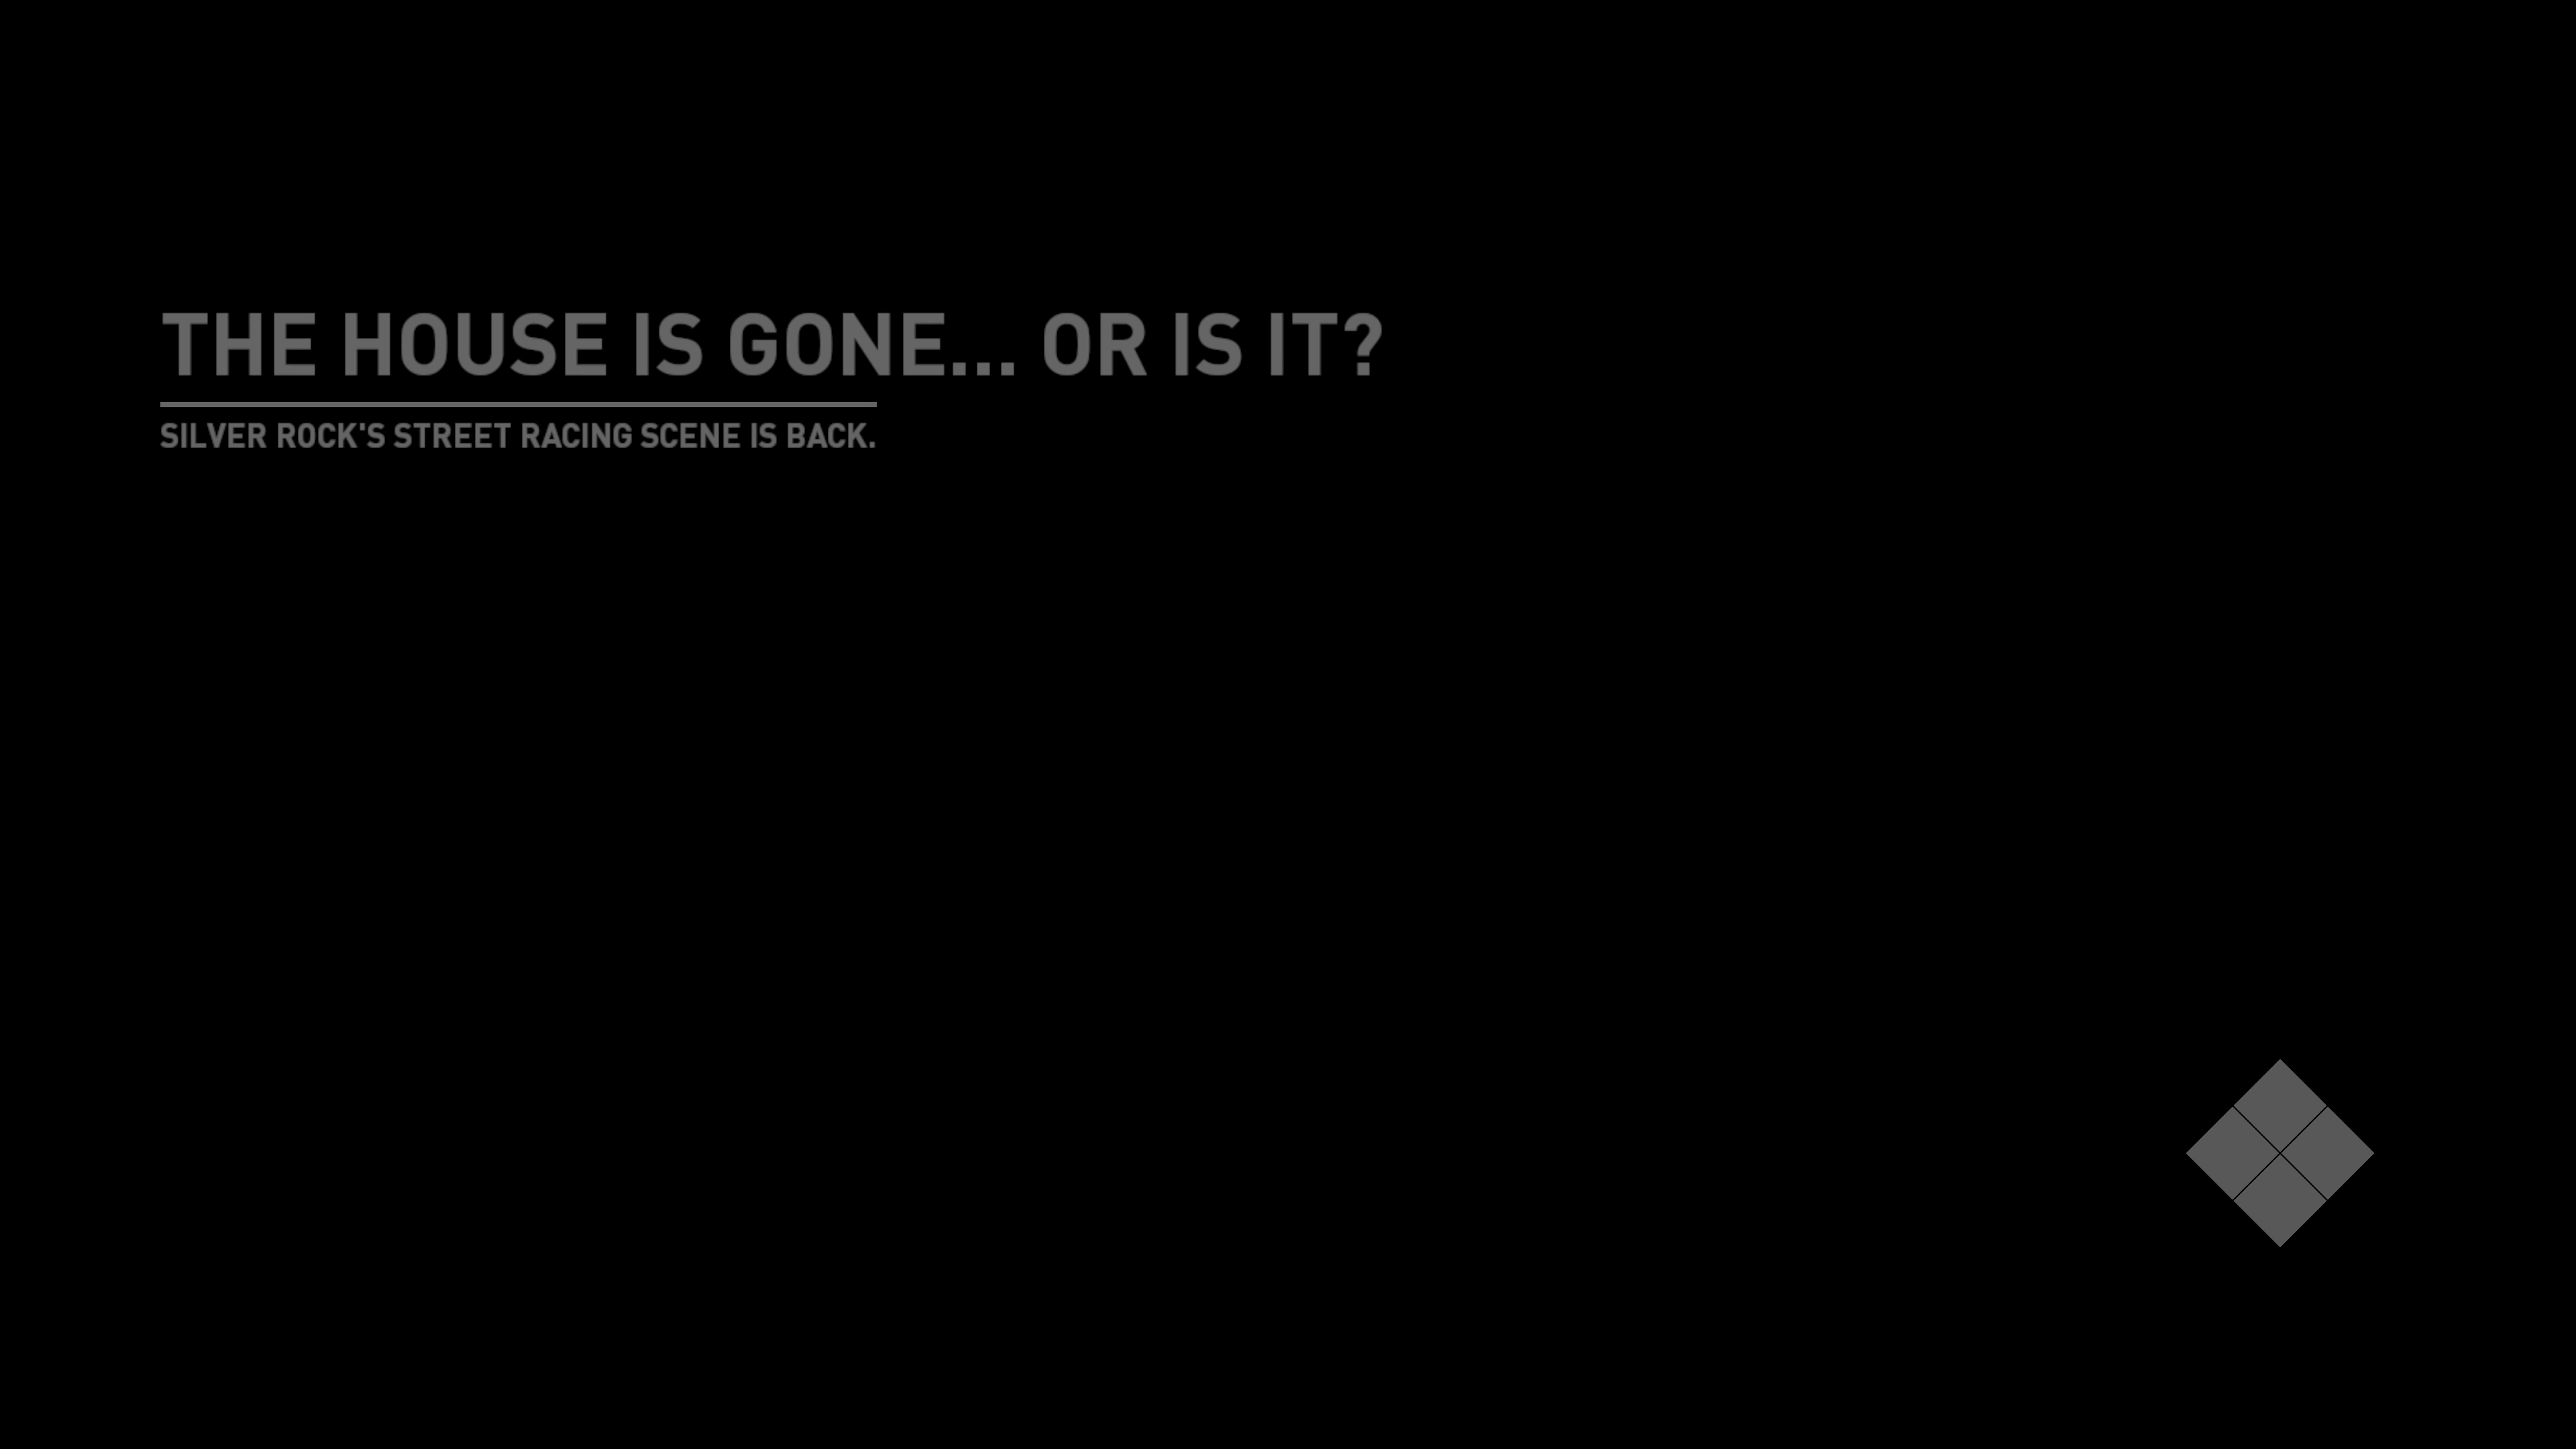 THE HOUSE IS GONE... OR IS IT?
SILVER ROCK'S STREET RACING SCENE IS BACK.